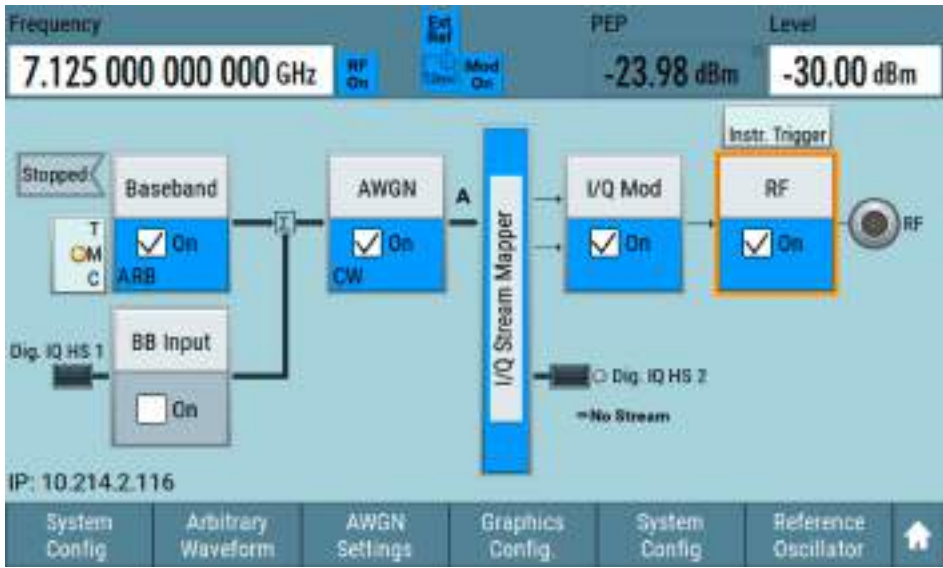 Frequency
PEP
Level
7.125 000 000 000 GHz
RF
On
Ext
Ref
Mod
On
-23.98 dBm
-30.00 dBm
Instr. Trigger
Stopped
Baseband
AWGN
A
I/Q Mod
RF
T
M
C
On
ARB
Σ
On
CW
I/Q Stream Mapper
On
On
RF
Dig. IQ HS 1
BB Input
On
Dig. IQ HS 2
No Stream
IP: 10.214.2.116
System
Config
Arbitrary
Waveform
AWGN
Settings
Graphics
Config.
System
Config
Reference
Oscillator